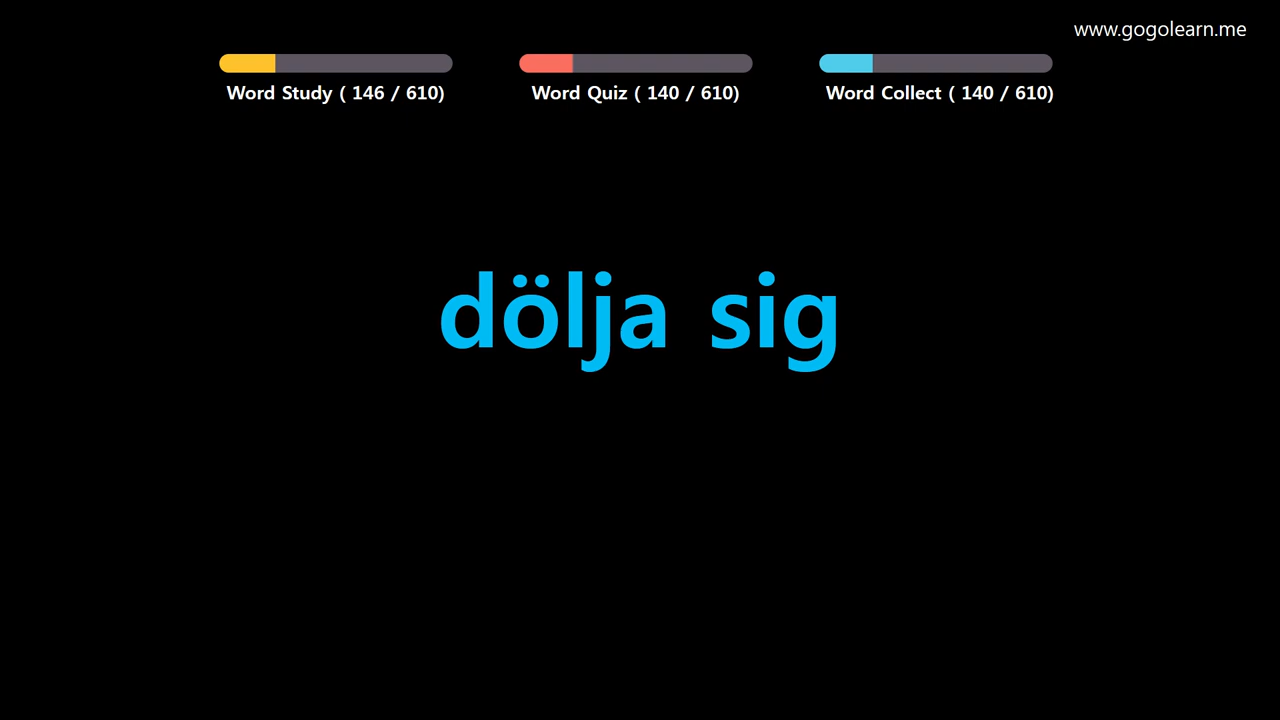 www.gogolearn.me
Word Study ( 146 / 610)
Word Quiz ( 140 / 610)
Word Collect ( 140 / 610)
dölja sig